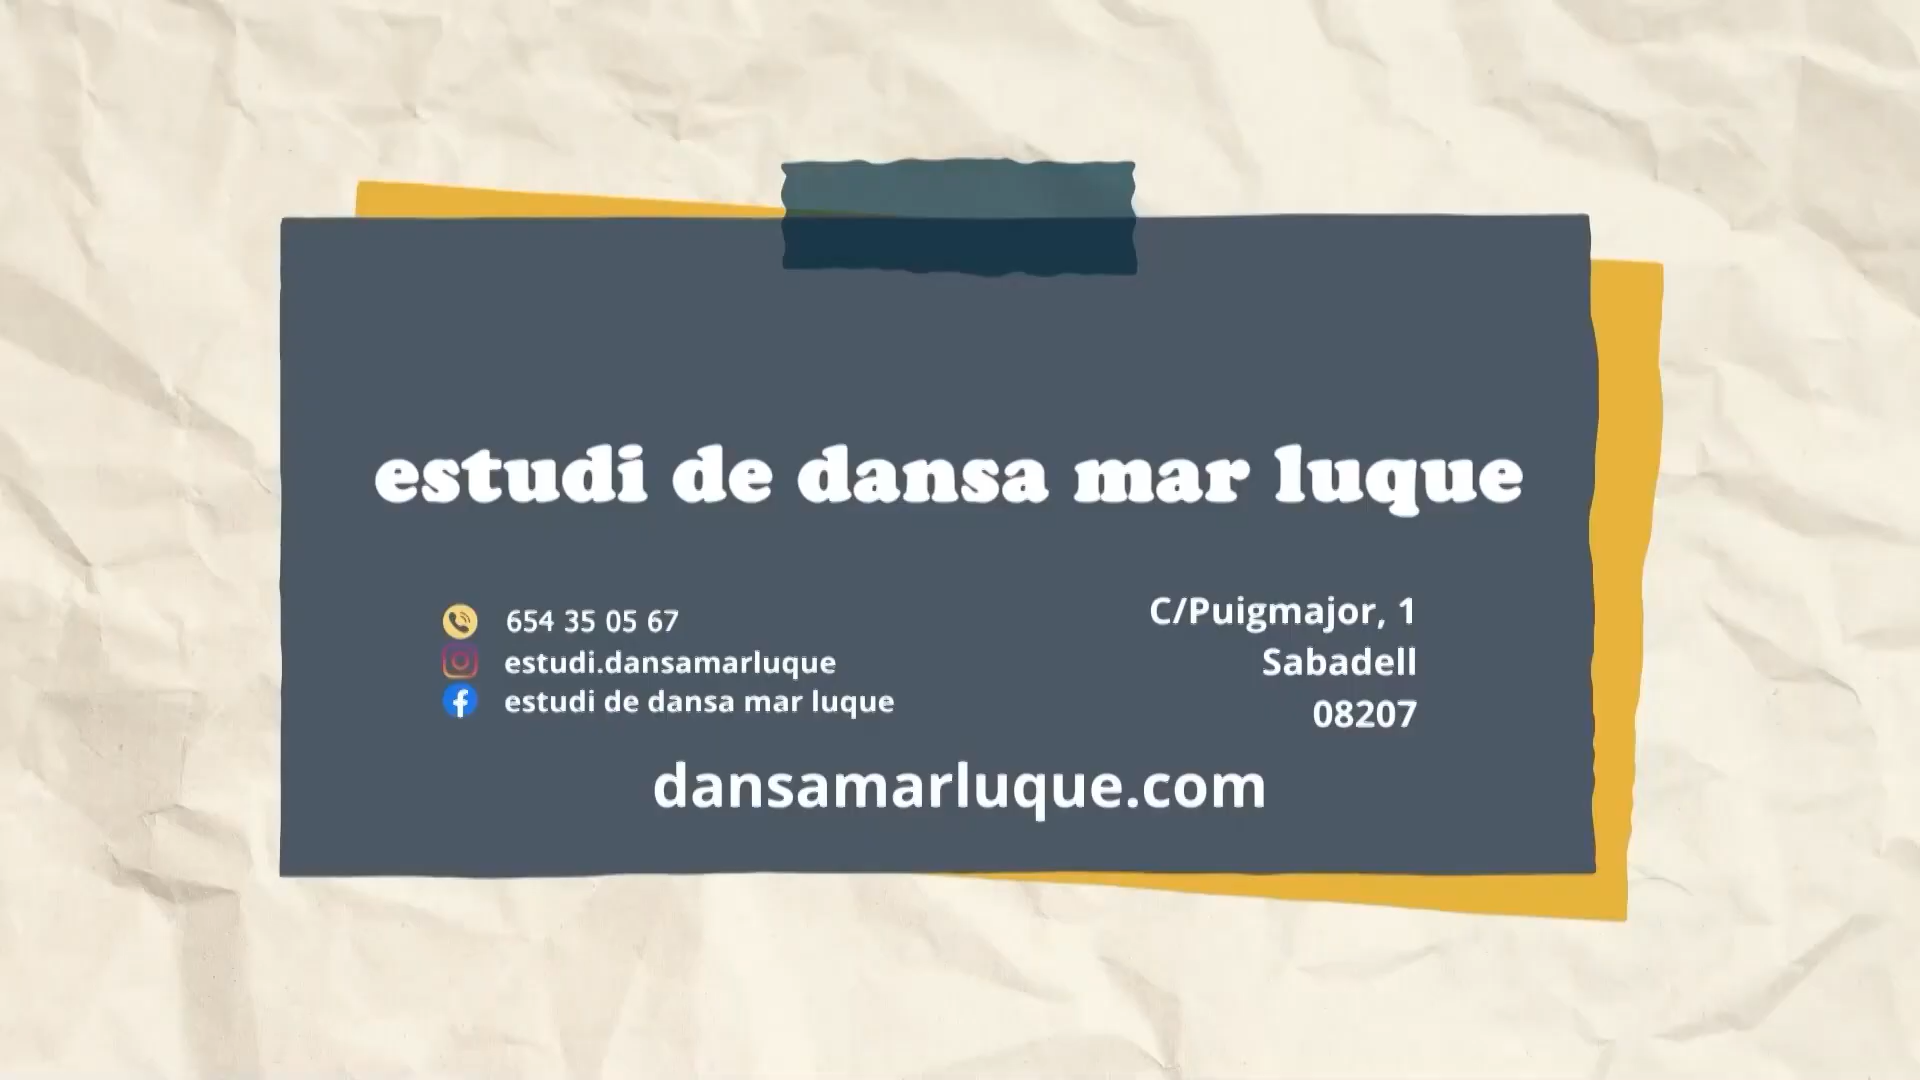 estudi de dansa mar luque
654 35 05 67
estudi.dansamarluque
estudi de dansa mar luque
C/Puigmajor, 1
Sabadell
08207
dansamarluque.com